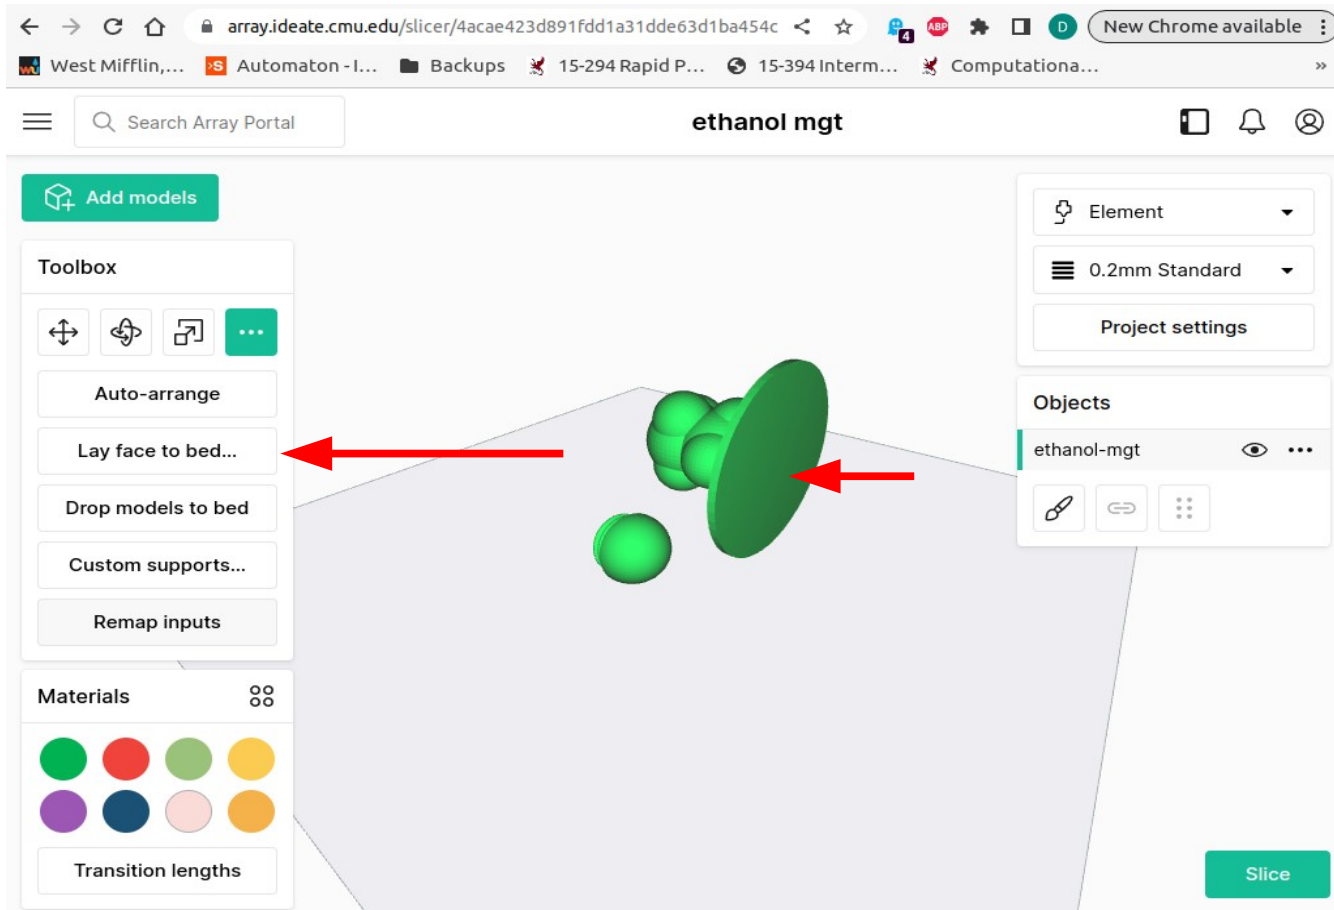 array.ideate.cmu.edu/slicer/4acae423d891fdd1a31dde63d1ba454c
4
ABP
D
New Chrome available
West Mifflin,...
S Automaton - I...
Backups
15-294 Rapid P...
15-394 Interm...
Computationa...
»
Search Array Portal
ethanol mgt
Add models
Toolbox
Auto-arrange
Lay face to bed...
Drop models to bed
Custom supports...
Remap inputs
Materials
Transition lengths
Element
0.2mm Standard
Project settings
Objects
ethanol-mgt
Slice